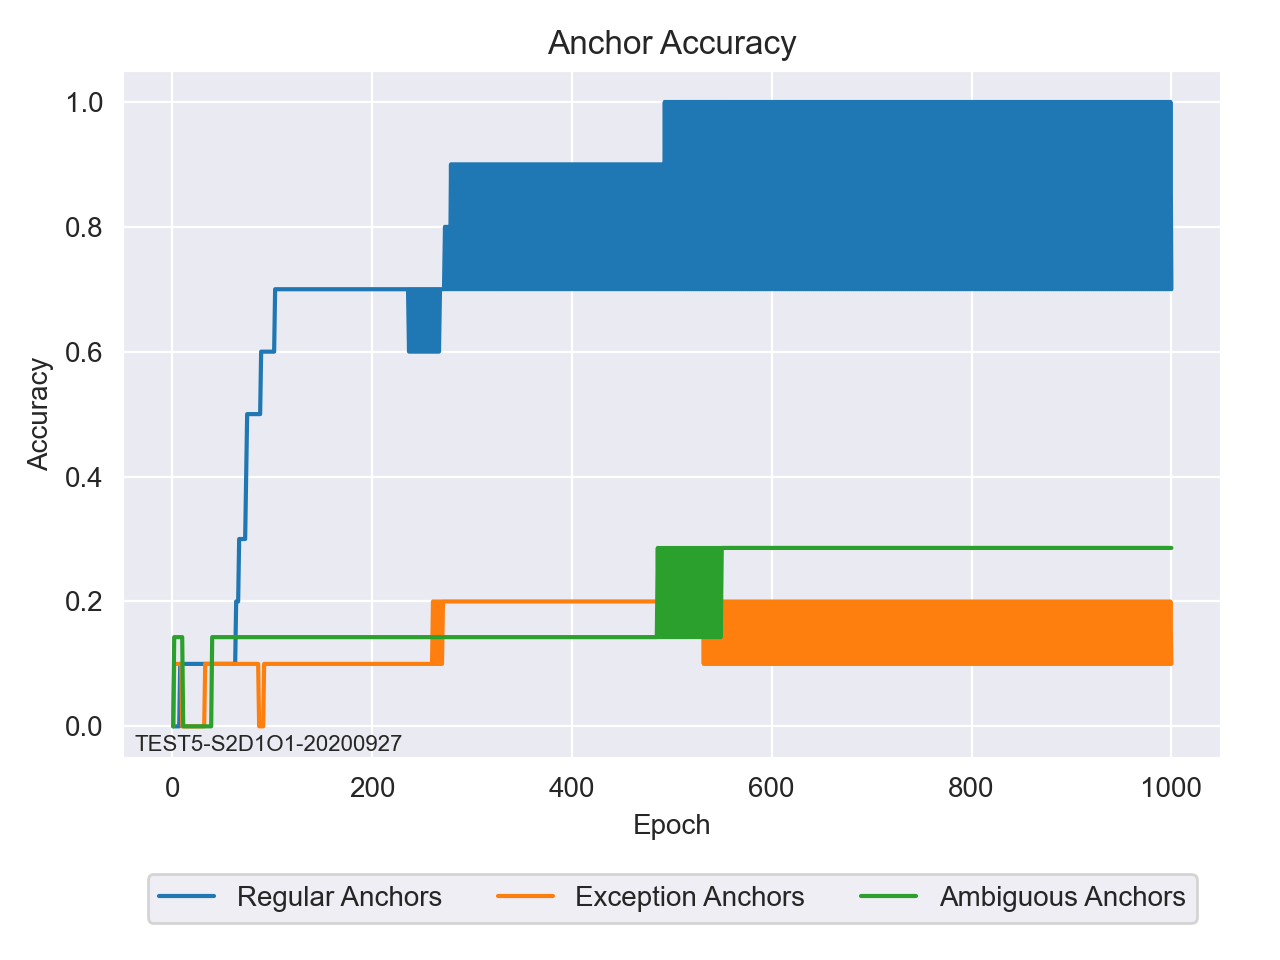 Anchor Accuracy
1.0
0.8
0.6
0.4
0.2
0.0
Accuracy
TEST5-S2D1O1-20200927
0 200 400 600 800 1000
Epoch
Regular Anchors Exception Anchors Ambiguous Anchors